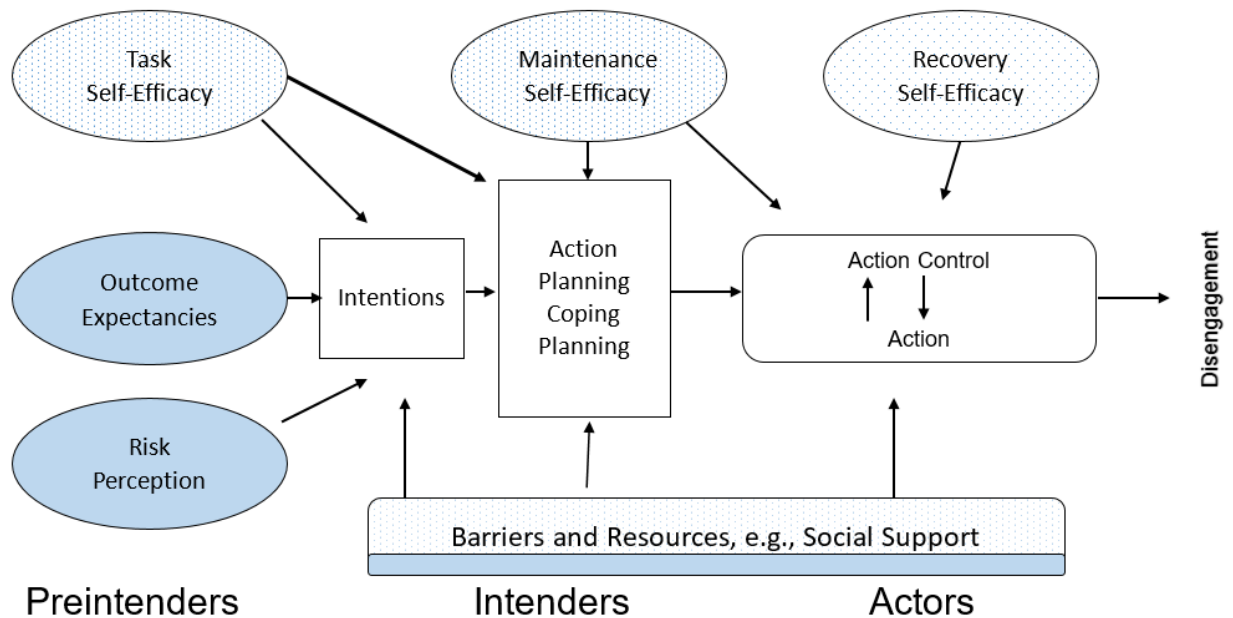 Task
Self-Efficacy
Maintenance
Self-Efficacy
Recovery
Self-Efficacy
Outcome
Expectancies
Intentions
Action
Planning
Coping
Planning
Action Control
Action
Disengagement
Risk
Perception
Barriers and Resources, e.g., Social Support
Preintenders
Intenders
Actors